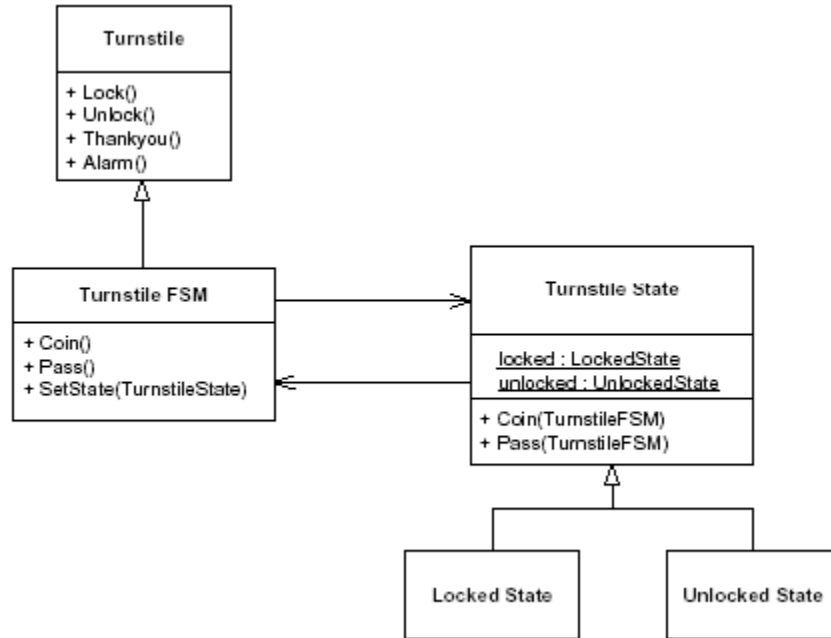 Turnstile
+ Lock()
+ Unlock()
+ Thankyou()
+ Alarm()
Turnstile FSM
+ Coin()
+ Pass()
+ SetState(TurnstileState)
Turnstile State
locked : LockedState
unlocked : UnlockedState
+ Coin(TurnstileFSM)
+ Pass(TurnstileFSM)
Locked State
Unlocked State